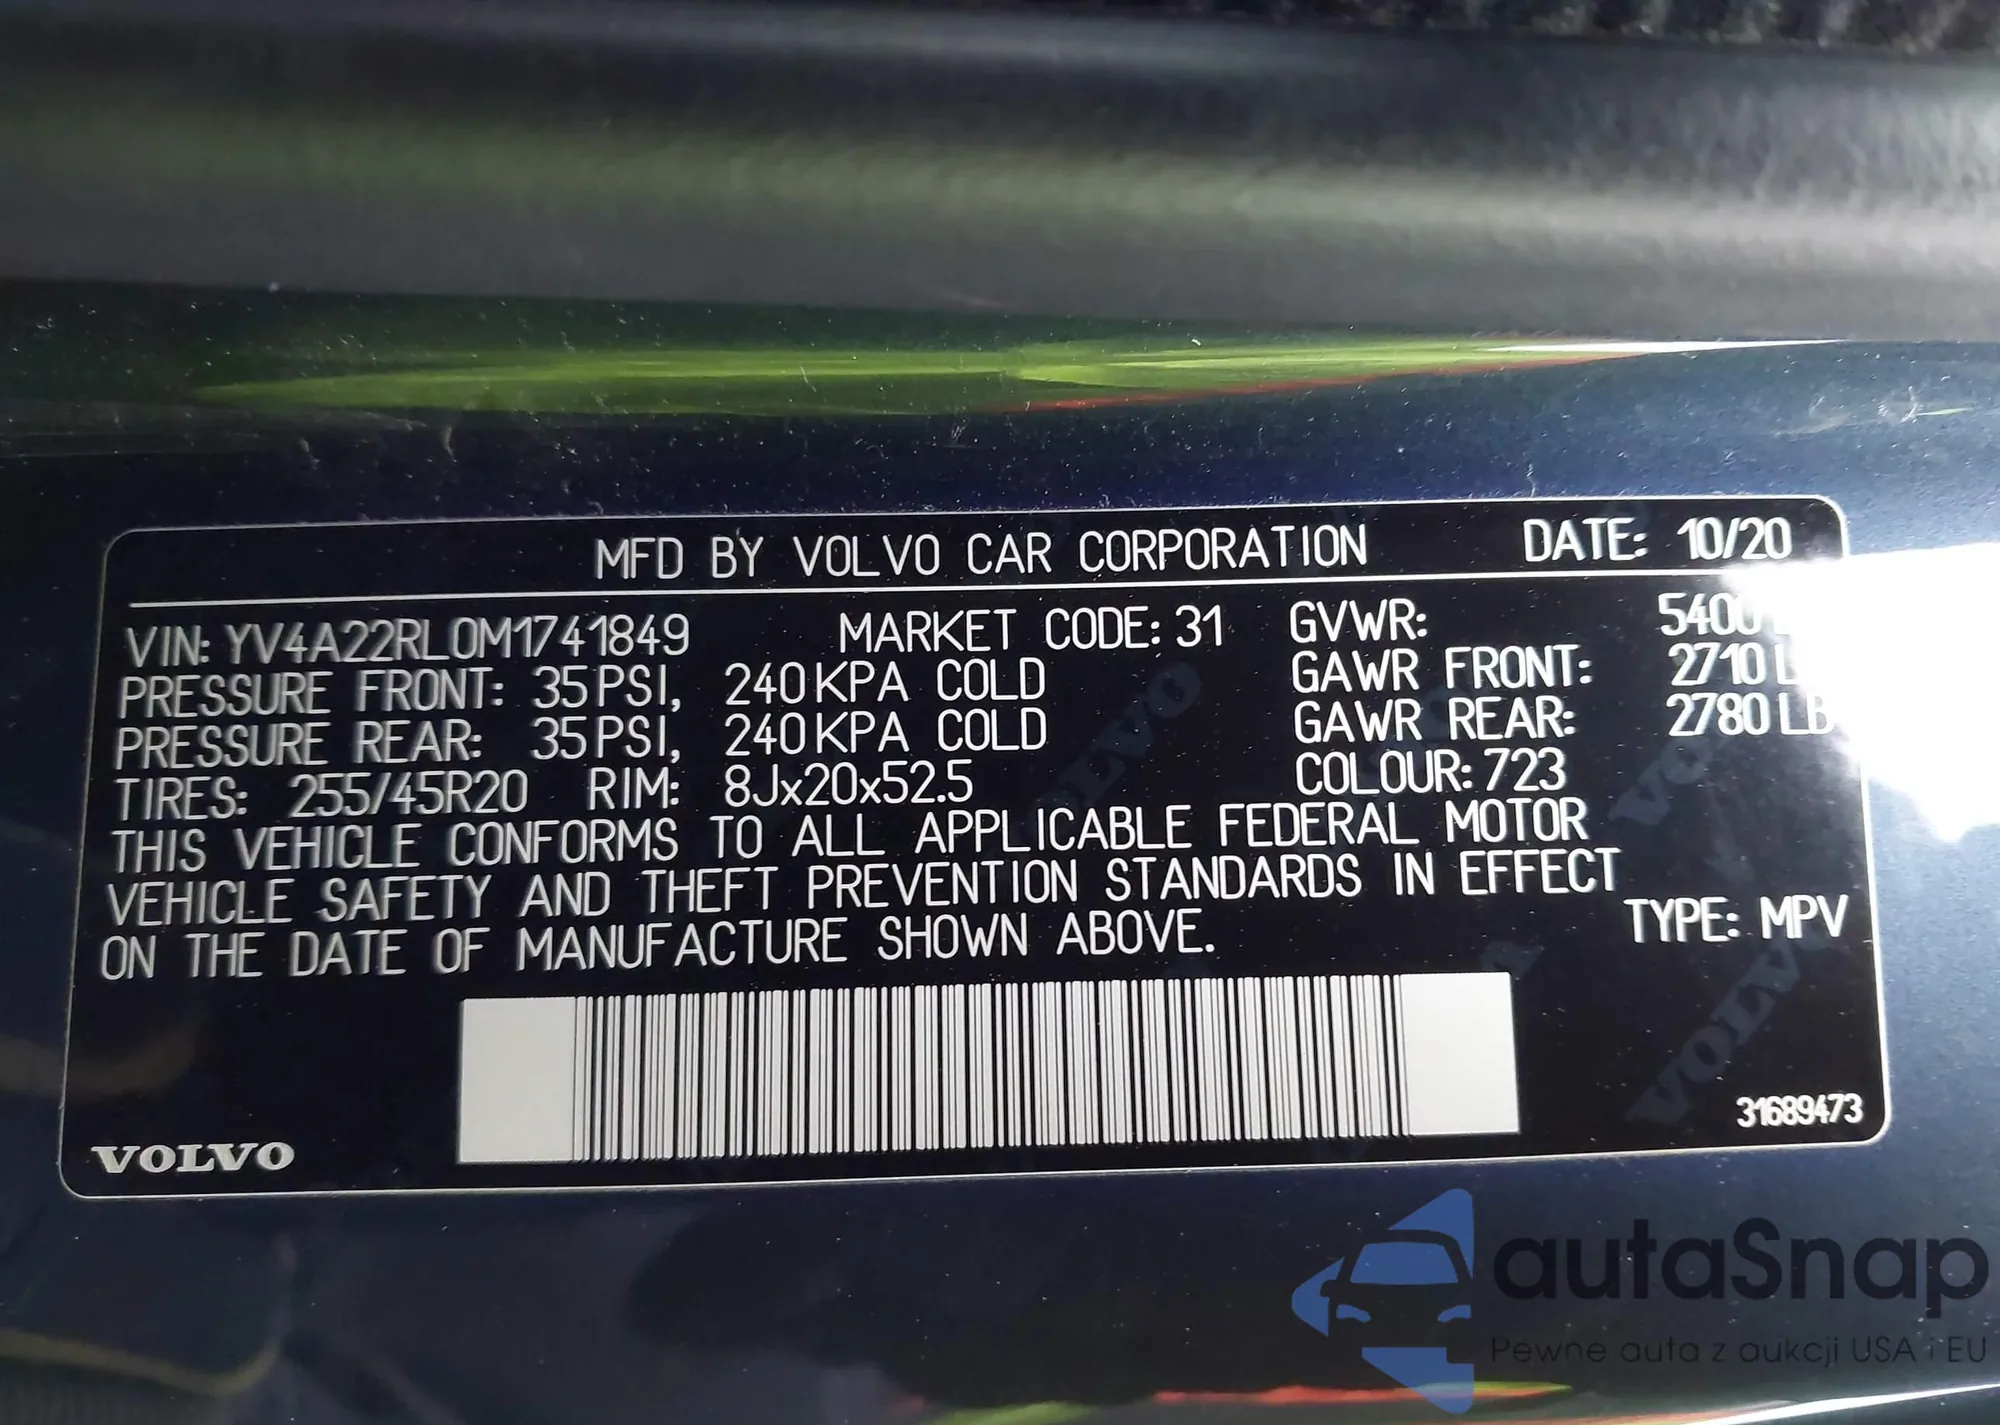 MFD BY VOLVO CAR CORPORATION DATE: 10/20
VIN: YV4A22RL0M1741849 MARKET CODE: 31 GVWR: 5400
PRESSURE FRONT: 35 PSI, 240 KPA COLD GAWR FRONT: 2710 L
PRESSURE REAR: 35 PSI, 240 KPA COLD GAWR REAR: 2780 LB
TIRES: 255/45R20 RIM: 8Jx20x52.5 COLOUR: 723
THIS VEHICLE CONFORMS TO ALL APPLICABLE FEDERAL MOTOR
VEHICLE SAFETY AND THEFT PREVENTION STANDARDS IN EFFECT
ON THE DATE OF MANUFACTURE SHOWN ABOVE. TYPE: MPV
31689473
VOLVO
autaSnap
Pewne auta z aukcji USA i EU